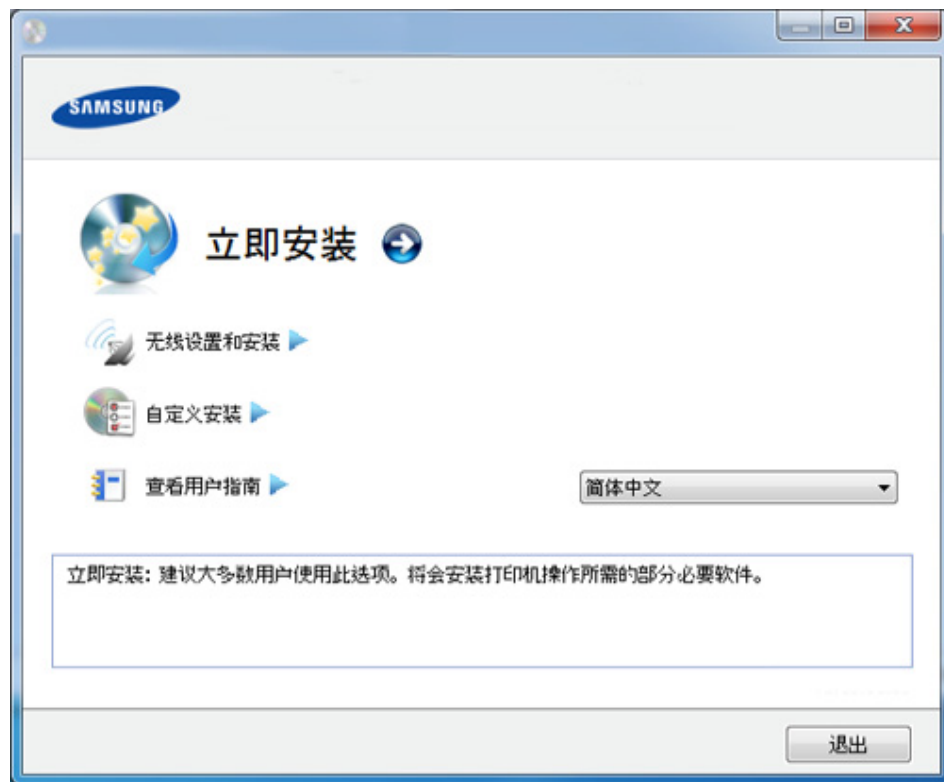 SAMSUNG
立即安装
无线设置和安装
自定义安装
查看用户指南
简体中文
立即安装: 建议大多数用户使用此选项。将会安装打印机操作所需的部分必要软件。
退出